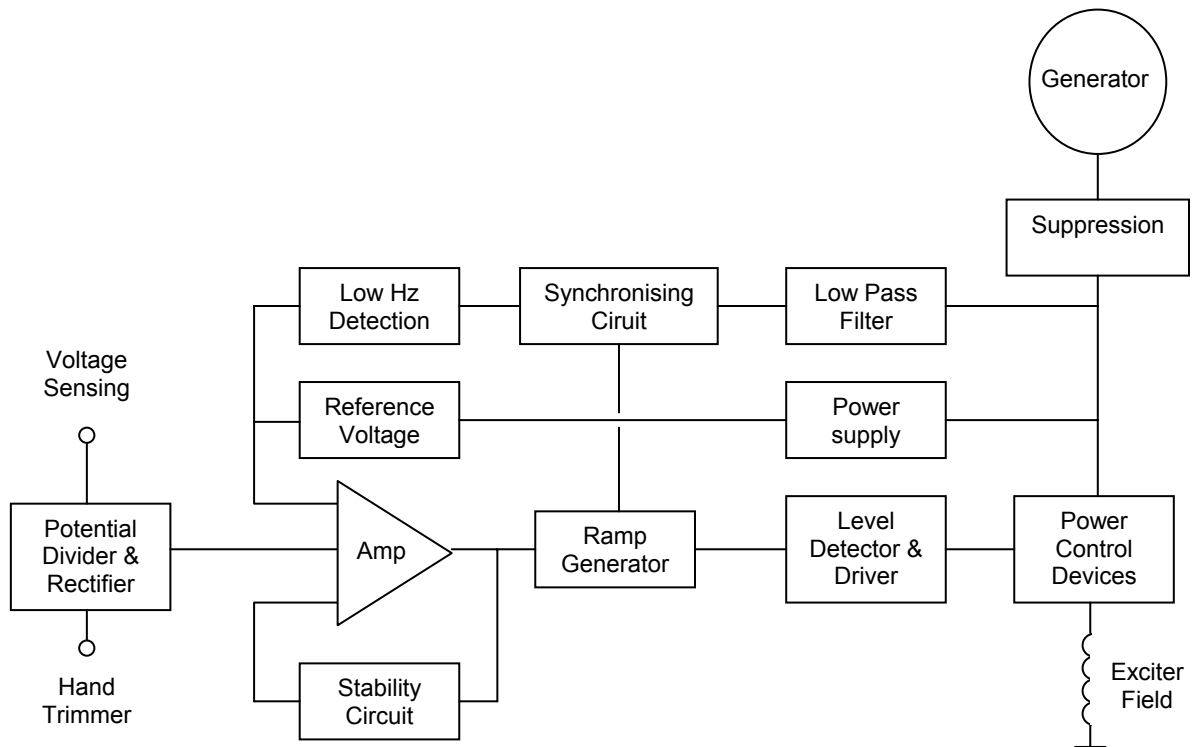 Generator
Suppression
Low Hz
Detection
Synchronising
Ciruit
Low Pass
Filter
Voltage
Sensing
Reference
Voltage
Power
supply
Potential
Divider &
Rectifier
Amp
Ramp
Generator
Level
Detector &
Driver
Power
Control
Devices
Hand
Trimmer
Stability
Circuit
Exciter
Field